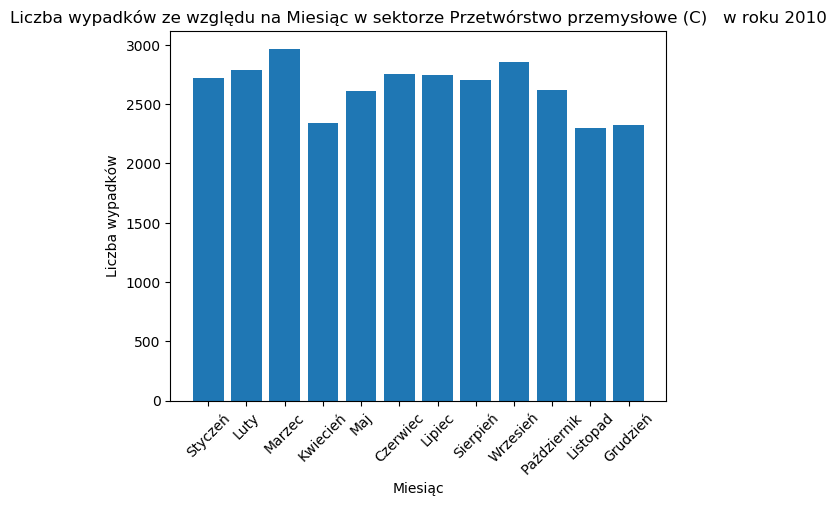 Liczba wypadków ze względu na Miesiąc w sektorze Przetwórstwo przemysłowe (C)   w roku 2010
3000
2500
2000
1500
1000
500
0
Liczba wypadków
Styczeń
Luty
Marzec
Kwiecień
Maj
Czerwiec
Lipiec
Sierpień
Wrzesień
Październik
Listopad
Grudzień
Miesiąc